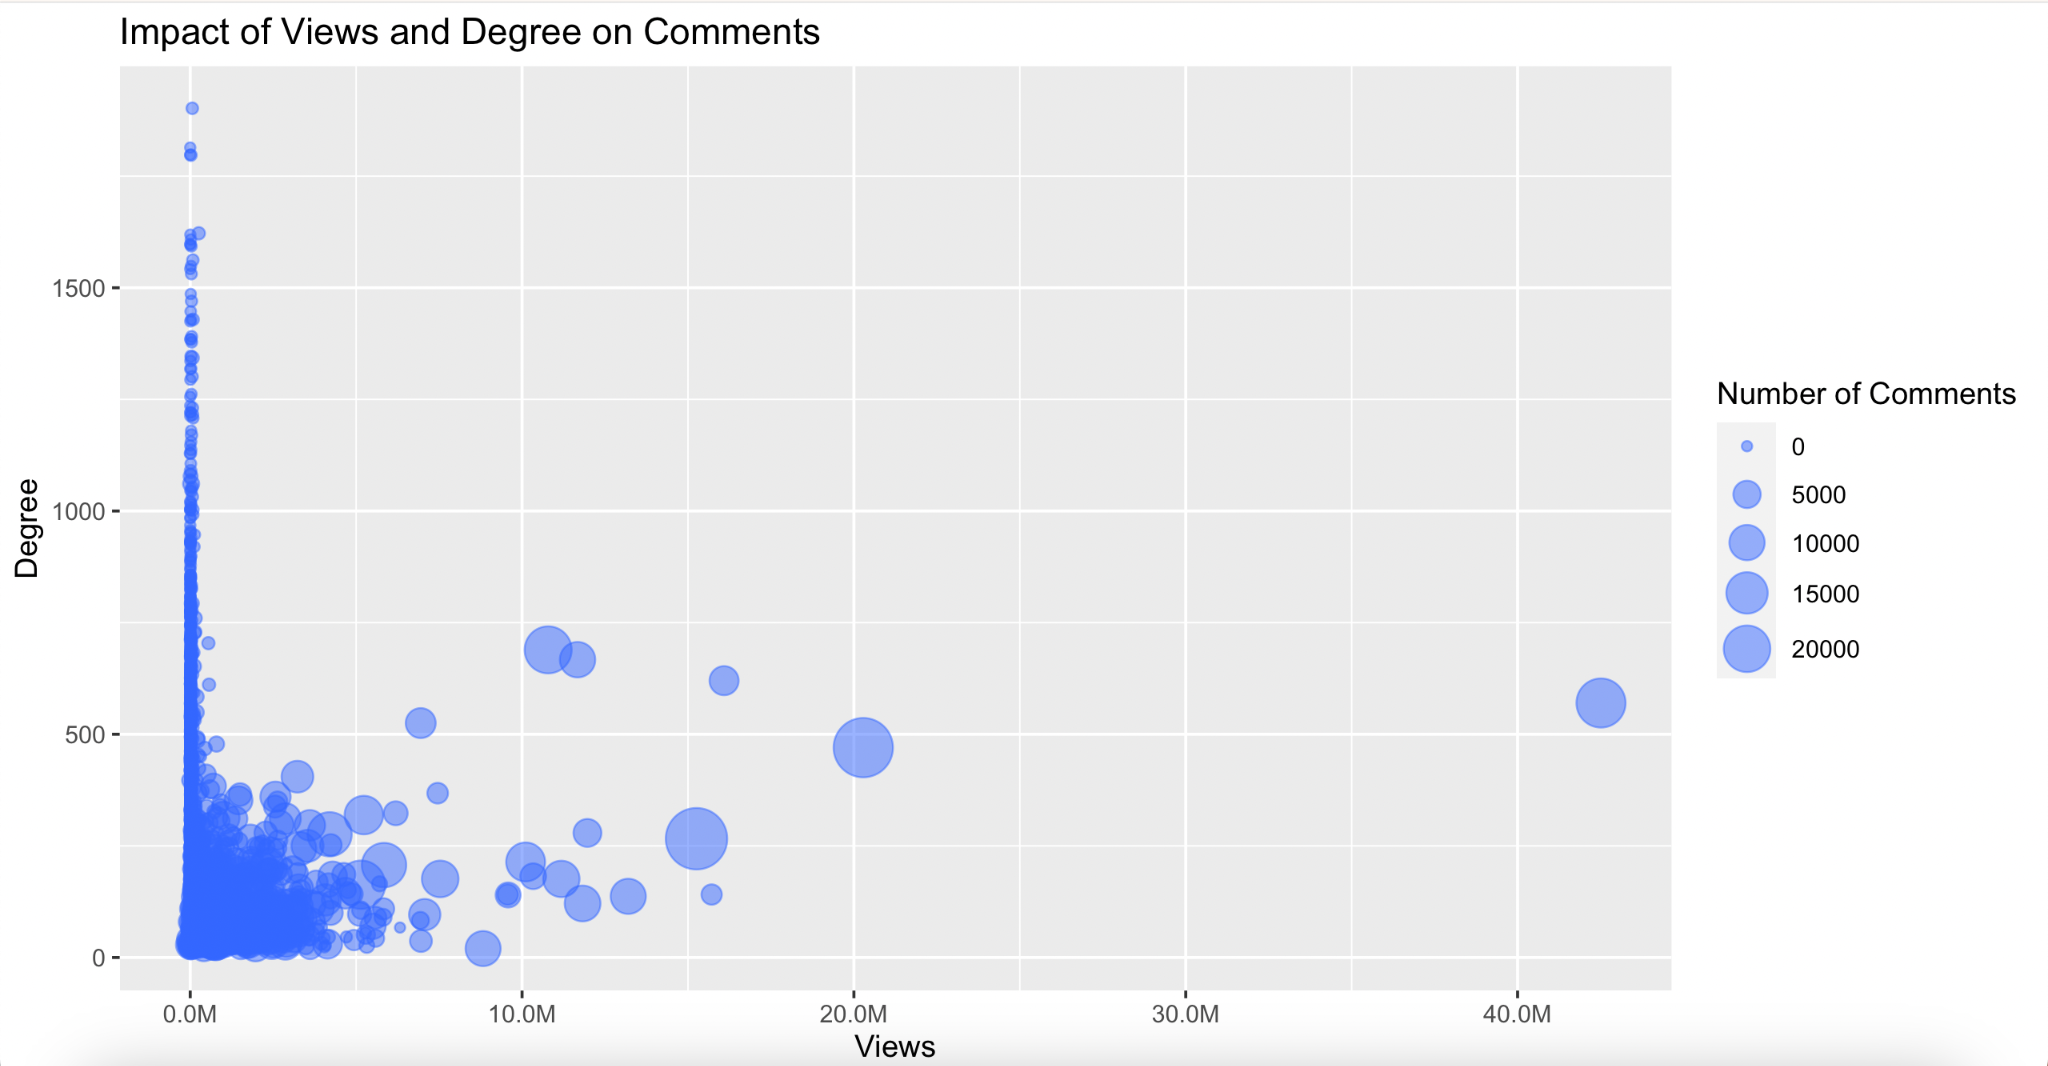 Impact of Views and Degree on Comments
Degree
1500
1000
500
0
0.0M 10.0M 20.0M 30.0M 40.0M
Views
Number of Comments
0
5000
10000
15000
20000